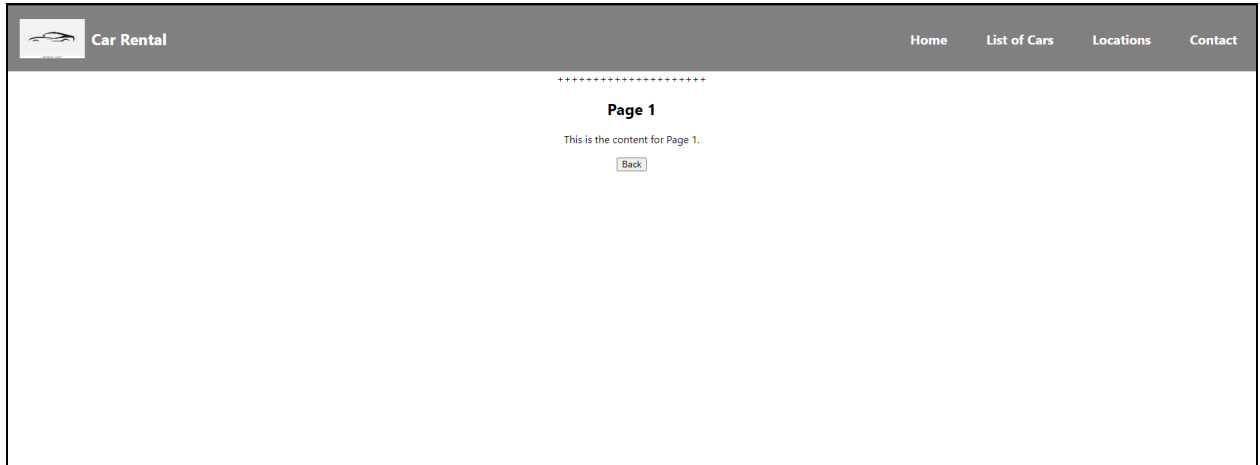 Car Rental
Home List of Cars Locations Contact
+++++++++++++++++++++
Page 1
This is the content for Page 1.
Back